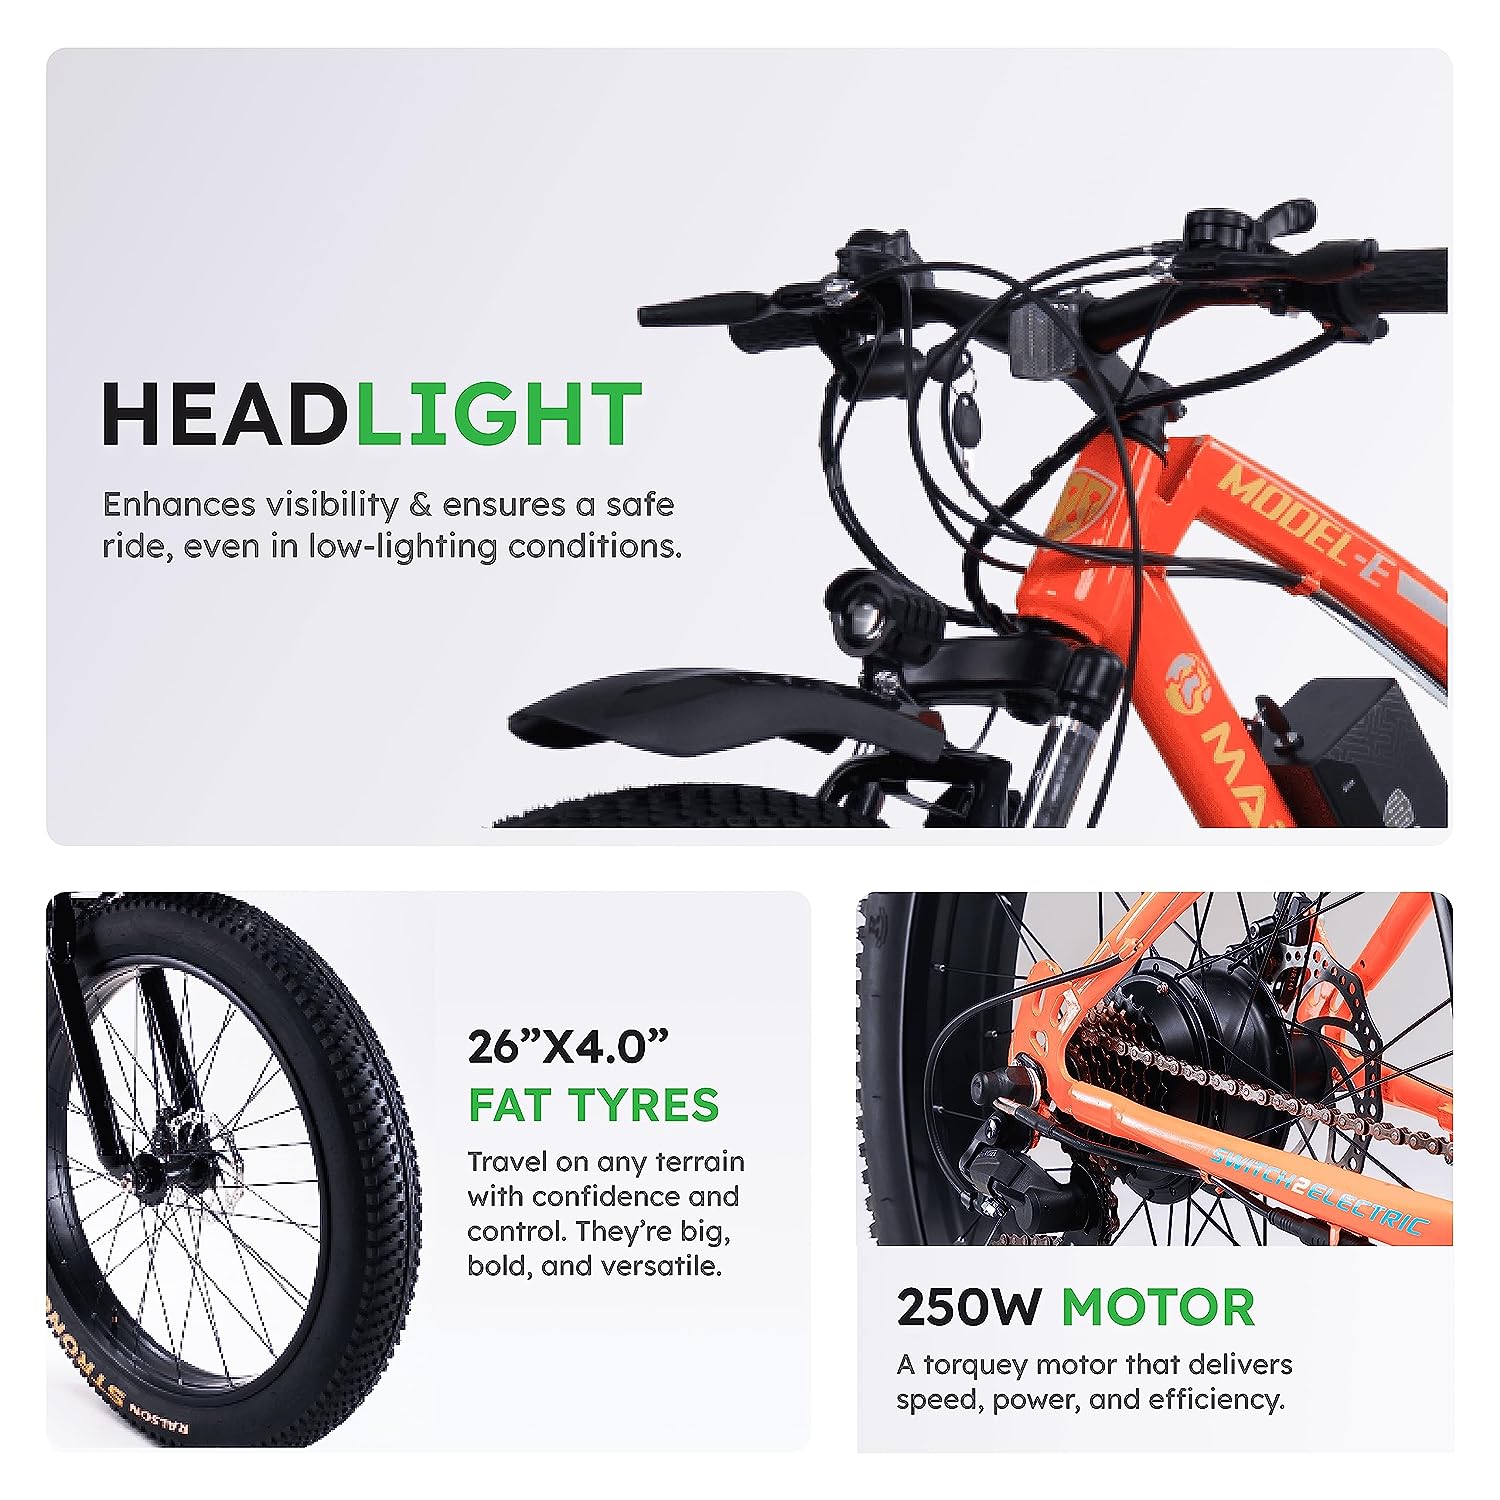 HEADLIGHT
Enhances visibility & ensures a safe
ride, even in low-lighting conditions.
MODEL-E
26”X4.0”
FAT TYRES
Travel on any terrain
with confidence and
control. They’re big,
bold, and versatile.
RALSON STRONG
SWITCH2ELECTRIC
250W MOTOR
A torquey motor that delivers
speed, power, and efficiency.